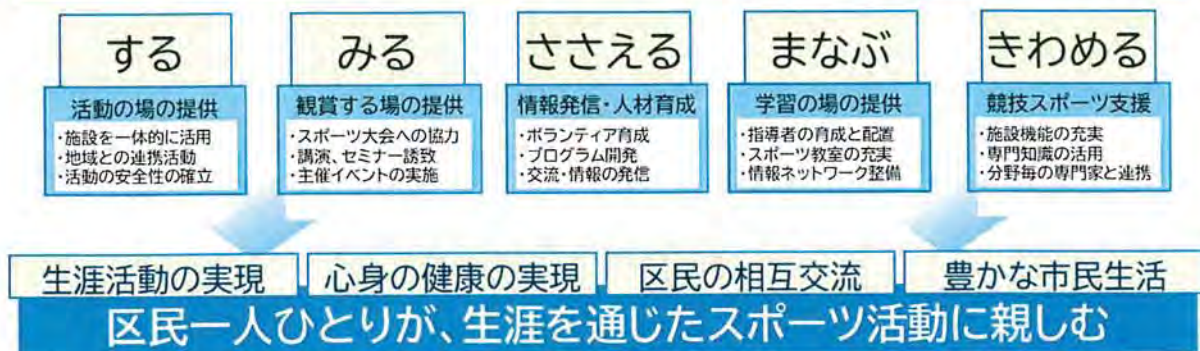 する
活動の場の提供
・施設を一体的に活用
・地域との連携活動
・活動の安全性の確立
みる
観賞する場の提供
・スポーツ大会への協力
・講演、セミナー誘致
・主催イベントの実施
ささえる
情報発信・人材育成
・ボランティア育成
・プログラム開発
・交流・情報の発信
まなぶ
学習の場の提供
・指導者の育成と配置
・スポーツ教室の充実
・情報ネットワーク整備
きわめる
競技スポーツ支援
・施設機能の充実
・専門知識の活用
・分野毎の専門家と連携
生涯活動の実現
心身の健康の実現
区民の相互交流
豊かな市民生活
区民一人ひとりが、生涯を通じたスポーツ活動に親しむ